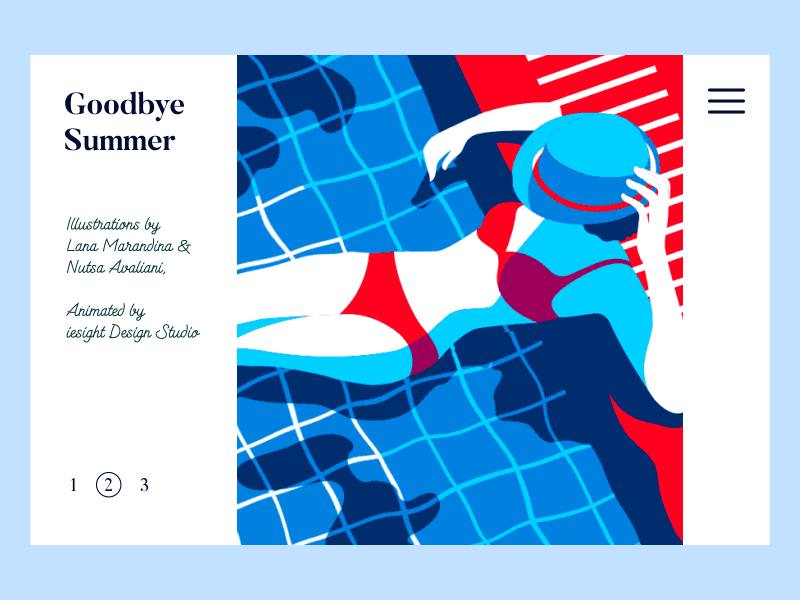 Goodbye
Summer
Illustrations by
Lana Marandina &
Nutsa Avaliani,
Animated by
iesight Design Studio
1 2 3